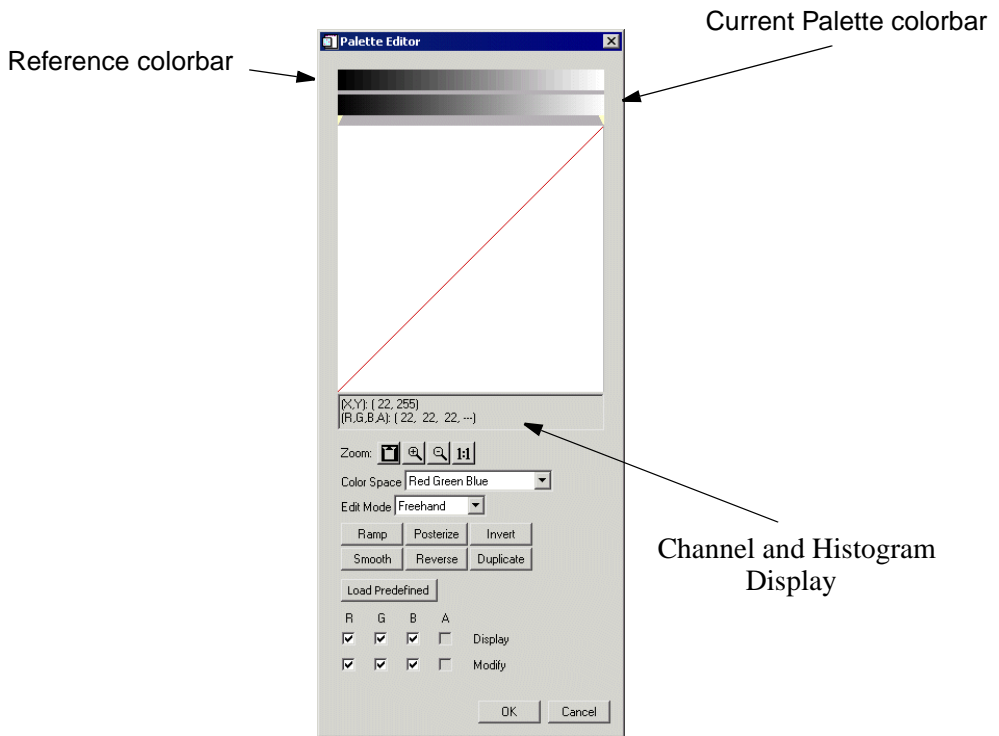 Current Palette colorbar
Reference colorbar
Palette Editor
(X,Y): ( 22, 255)
(R,G,B,A): ( 22, 22, 22, ---)
Zoom:
1:1
Color Space Red Green Blue
Edit Mode Freehand
Ramp Posterize Invert
Smooth Reverse Duplicate
Channel and Histogram
Display
Load Predefined
R G B A
Display
Modify
OK Cancel